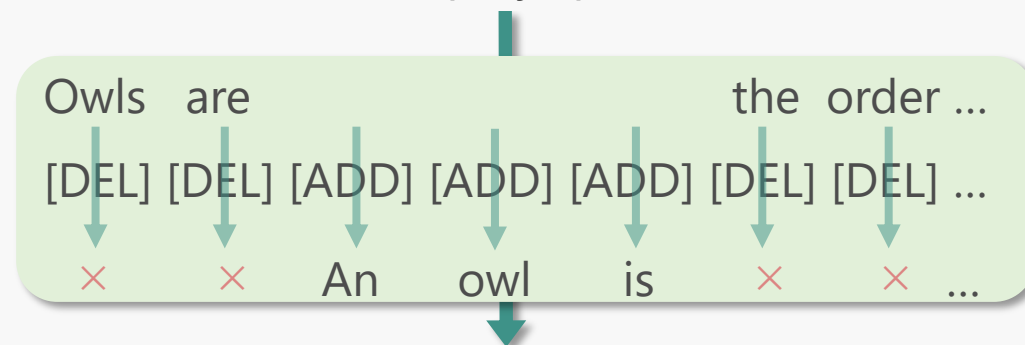 Owls are the order ...
[DEL] [DEL] [ADD] [ADD] [ADD] [DEL] [DEL] ...
× × An owl is × × ...